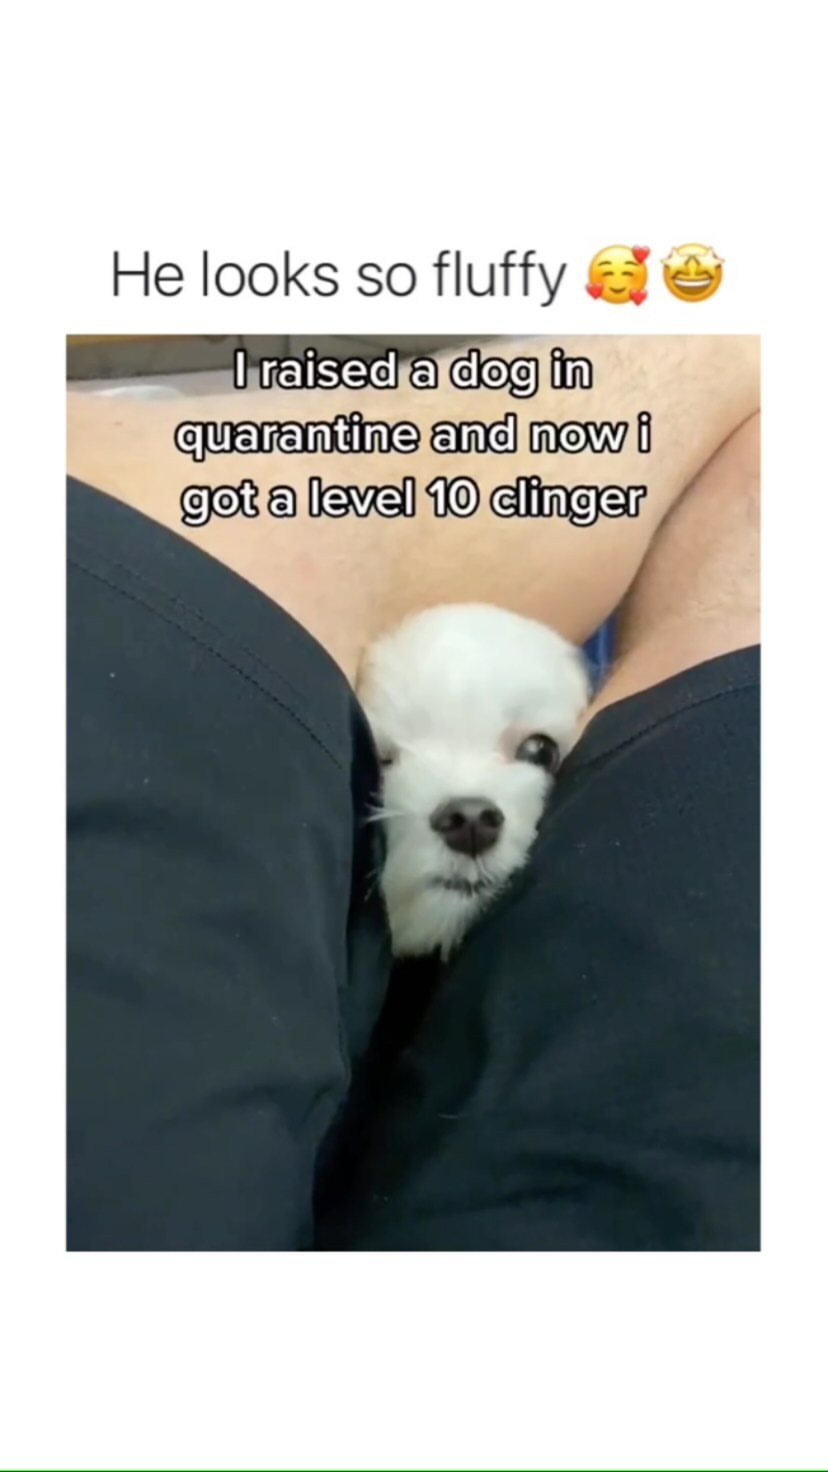 He looks so fluffy 🥰 🤩
I raised a dog in
quarantine and now i
got a level 10 clinger